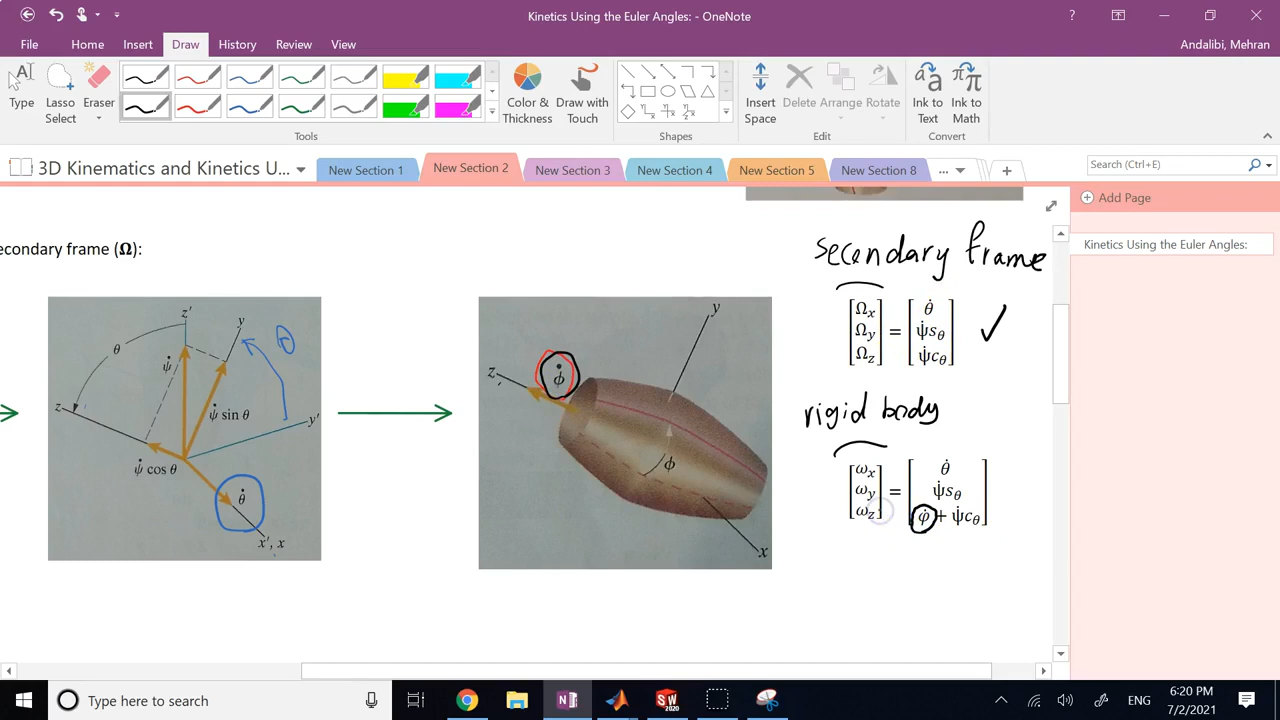 Kinetics Using the Euler Angles: - OneNote
?
File
Home
Insert
Draw
History
Review
View
Andalibi, Mehran
Type
Lasso Select
Eraser
Color & Thickness
Draw with Touch
Insert Space
Delete
Arrange
Rotate
Ink to Text
Ink to Math
Tools
Shapes
Edit
Convert
3D Kinematics and Kinetics U...
New Section 1
New Section 2
New Section 3
New Section 4
New Section 5
New Section 8
...
Search (Ctrl+E)
Add Page
Kinetics Using the Euler Angles:
econdary frame (Ω):
z'
y
θ
ψ̇
z
ψ̇ sin θ
y'
ψ̇ cos θ
θ̇
x', x
y
z
φ̇
φ
x
Secendary frame
[Ωx Ωy Ωz] = [θ̇ ψ̇sθ ψ̇cθ] ✓
rigid body
[ωx ωy ωz] = [θ̇ ψ̇sθ φ̇ + ψ̇cθ]
Type here to search
ENG
6:20 PM
7/2/2021